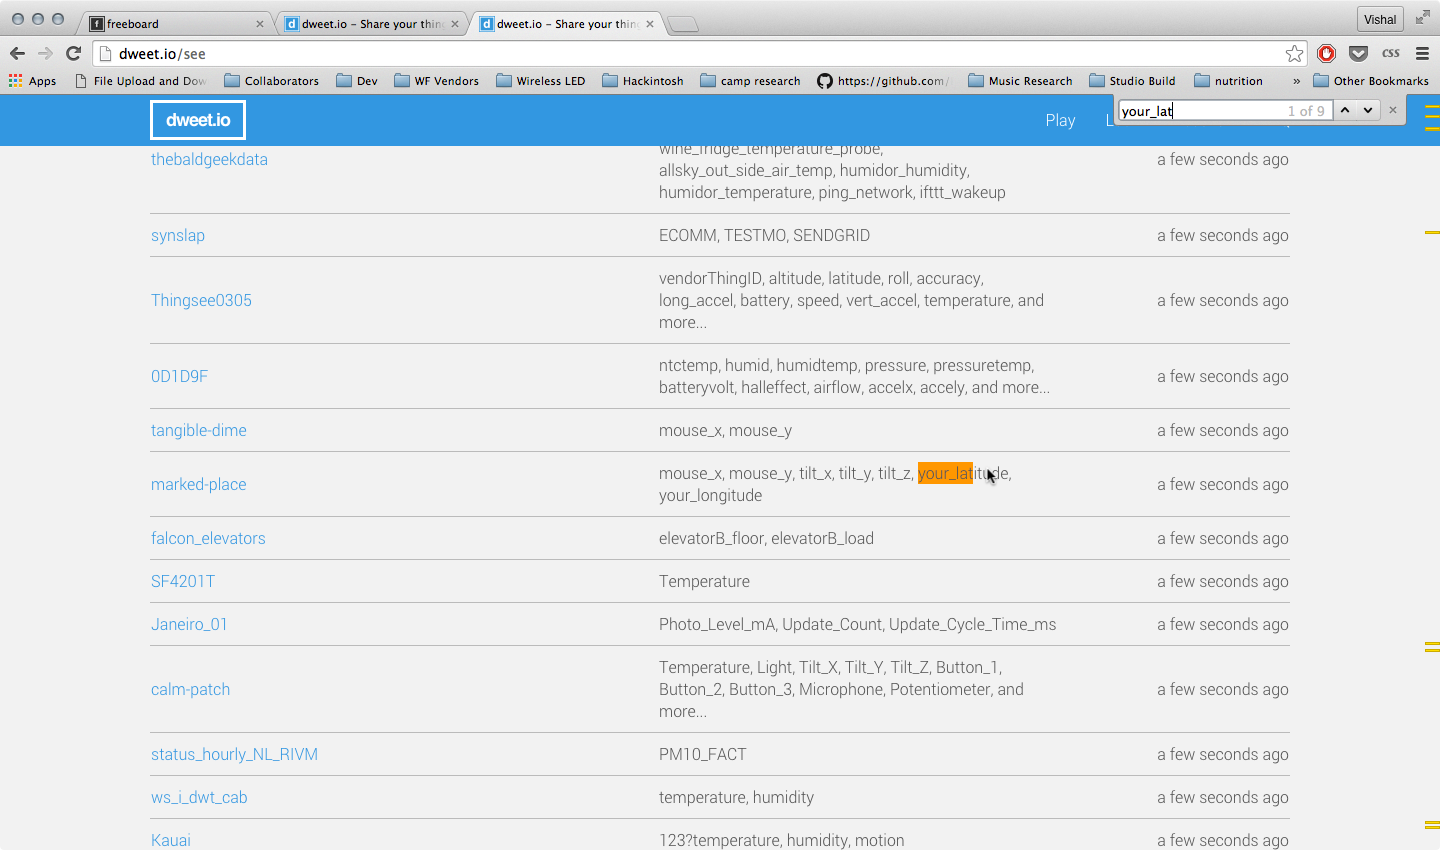 freeboard
dweet.io – Share your thin
dweet.io – Share your thin
Vishal
dweet.io/see
css
Apps
File Upload and Dow
Collaborators
Dev
WF Vendors
Wireless LED
Hackintosh
camp research
https://github.com/
Music Research
Studio Build
nutrition
»
Other Bookmarks
dweet.io
Play
L
your_lat
1 of 9
thebaldgeekdata
wine_fridge_temperature_probe,
allsky_out_side_air_temp, humidor_humidity,
humidor_temperature, ping_network, ifttt_wakeup
a few seconds ago
synslap
ECOMM, TESTMO, SENDGRID
a few seconds ago
Thingsee0305
vendorThingID, altitude, latitude, roll, accuracy,
long_accel, battery, speed, vert_accel, temperature, and
more...
a few seconds ago
0D1D9F
ntctemp, humid, humidtemp, pressure, pressuretemp,
batteryvolt, halleffect, airflow, accelx, accely, and more...
a few seconds ago
tangible-dime
mouse_x, mouse_y
a few seconds ago
marked-place
mouse_x, mouse_y, tilt_x, tilt_y, tilt_z, your_latitude,
your_longitude
a few seconds ago
falcon_elevators
elevatorB_floor, elevatorB_load
a few seconds ago
SF4201T
Temperature
a few seconds ago
Janeiro_01
Photo_Level_mA, Update_Count, Update_Cycle_Time_ms
a few seconds ago
calm-patch
Temperature, Light, Tilt_X, Tilt_Y, Tilt_Z, Button_1,
Button_2, Button_3, Microphone, Potentiometer, and
more...
a few seconds ago
status_hourly_NL_RIVM
PM10_FACT
a few seconds ago
ws_i_dwt_cab
temperature, humidity
a few seconds ago
Kauai
123?temperature, humidity, motion
a few seconds ago